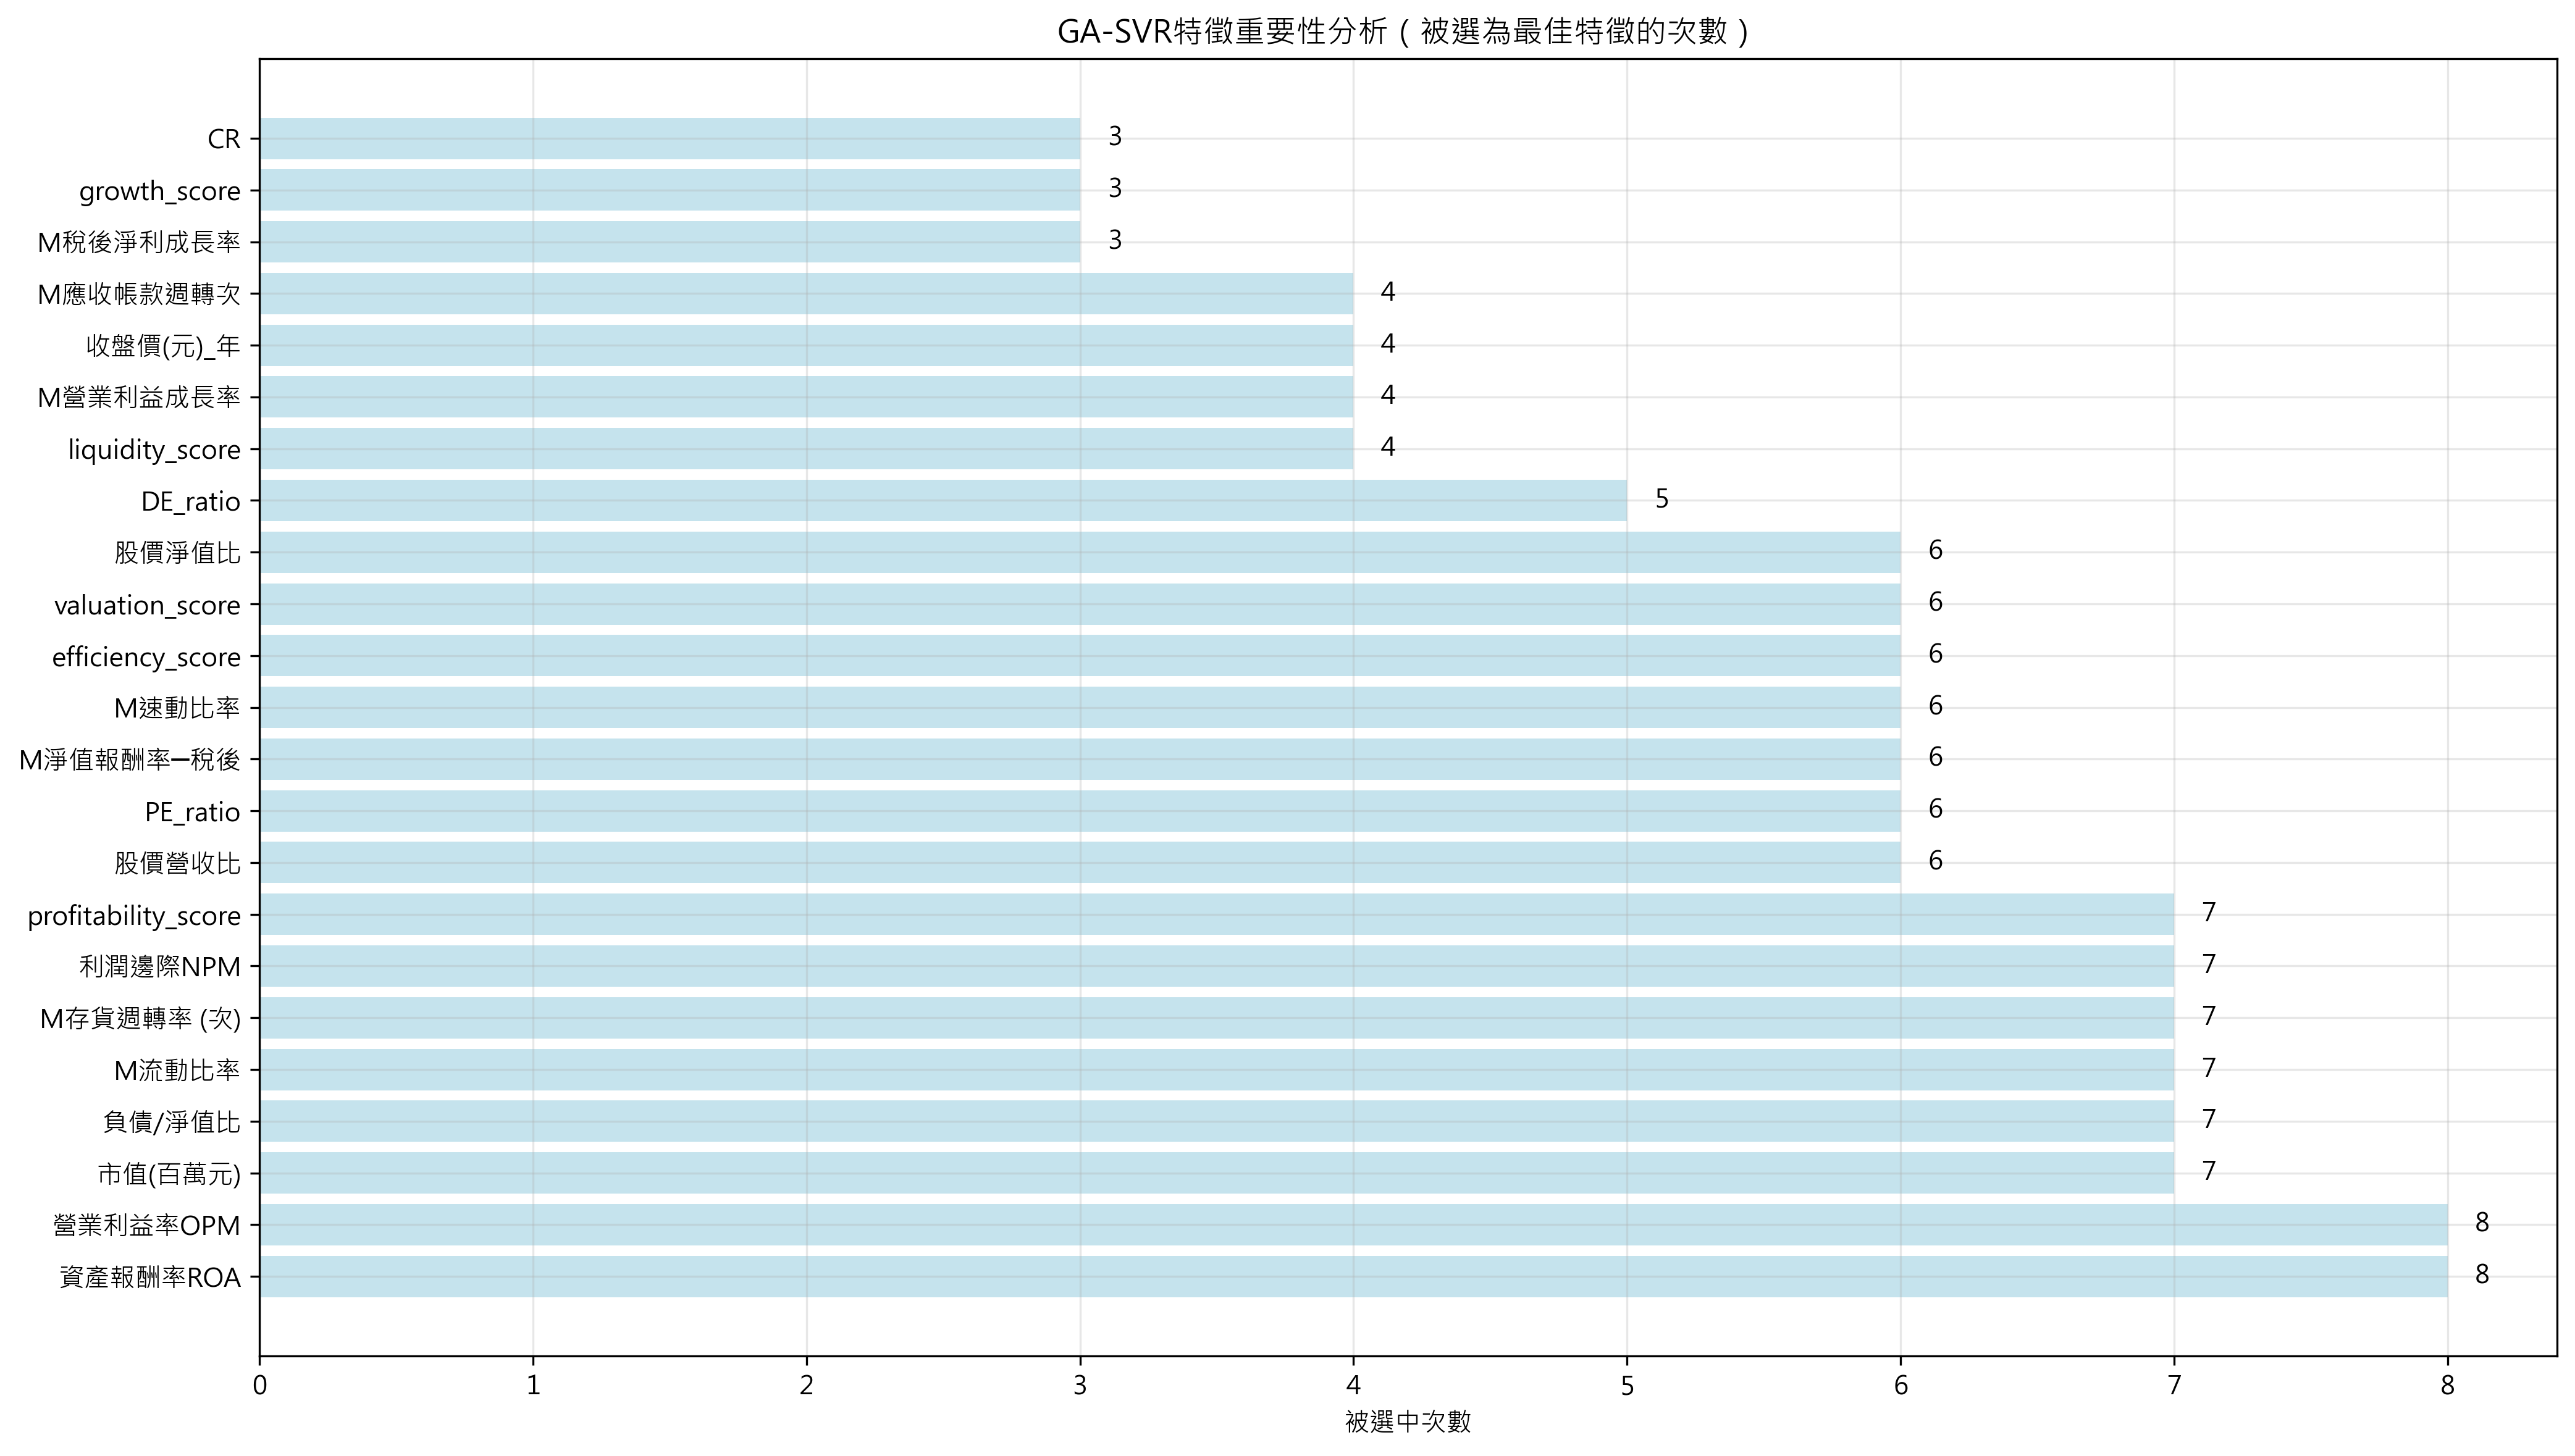 GA-SVR特徵重要性分析（被選為最佳特徵的次數）
CR 3
growth_score 3
M稅後淨利成長率 3
M應收帳款週轉次 4
收盤價(元)_年 4
M營業利益成長率 4
liquidity_score 4
DE_ratio 5
股價淨值比 6
valuation_score 6
efficiency_score 6
M速動比率 6
M淨值報酬率─稅後 6
PE_ratio 6
股價營收比 6
profitability_score 7
利潤邊際NPM 7
M存貨週轉率 (次) 7
M流動比率 7
負債/淨值比 7
市值(百萬元) 7
營業利益率OPM 8
資產報酬率ROA 8
0 1 2 3 4 5 6 7 8
被選中次數